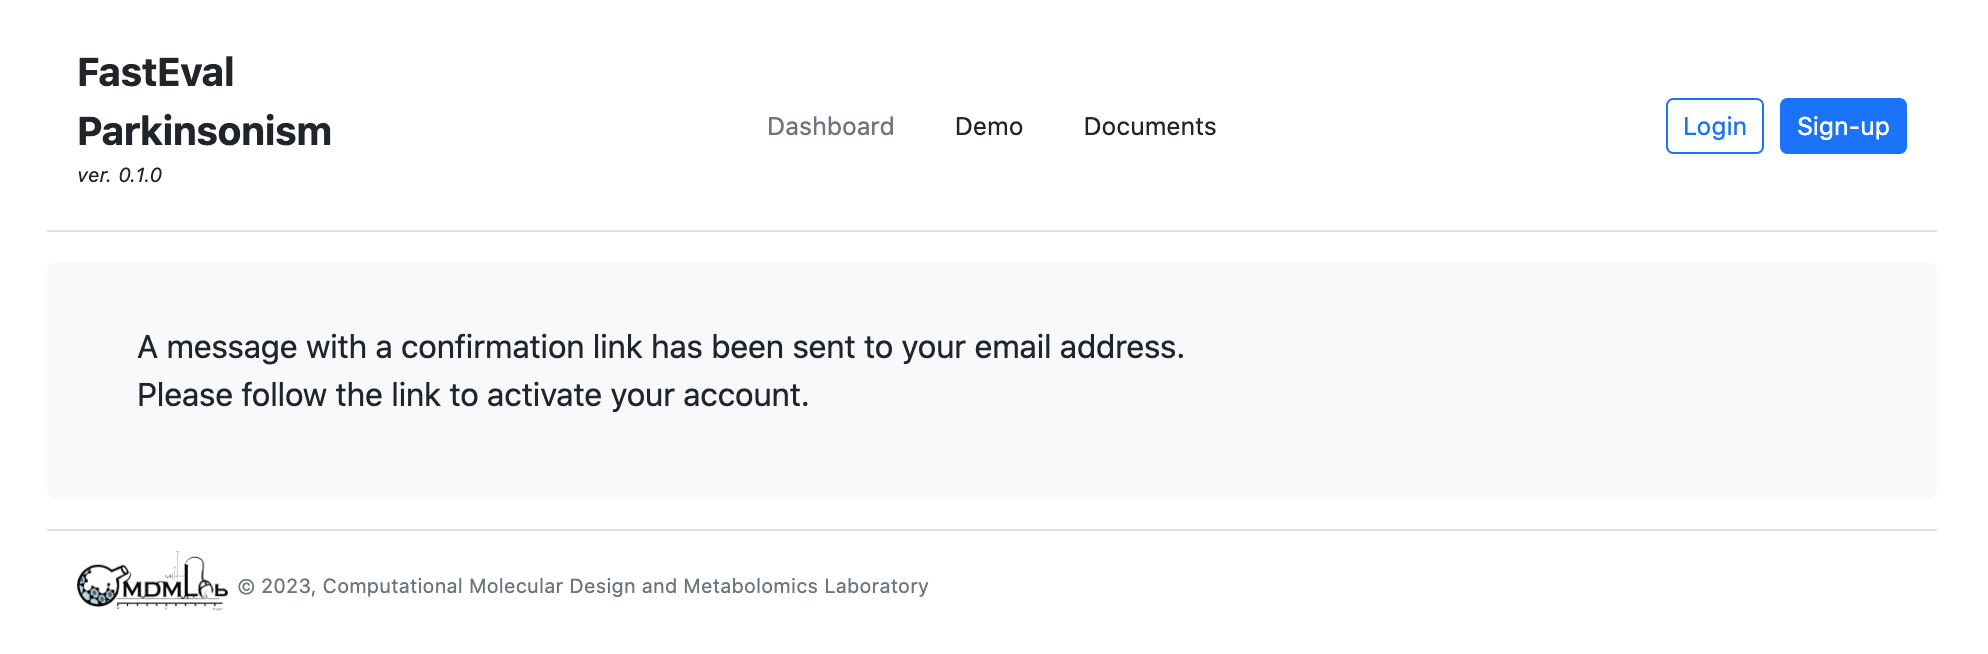 FastEval
Parkinsonism
ver. 0.1.0
Dashboard Demo Documents
Login Sign-up
A message with a confirmation link has been sent to your email address.
Please follow the link to activate your account.
CMDMLab © 2023, Computational Molecular Design and Metabolomics Laboratory